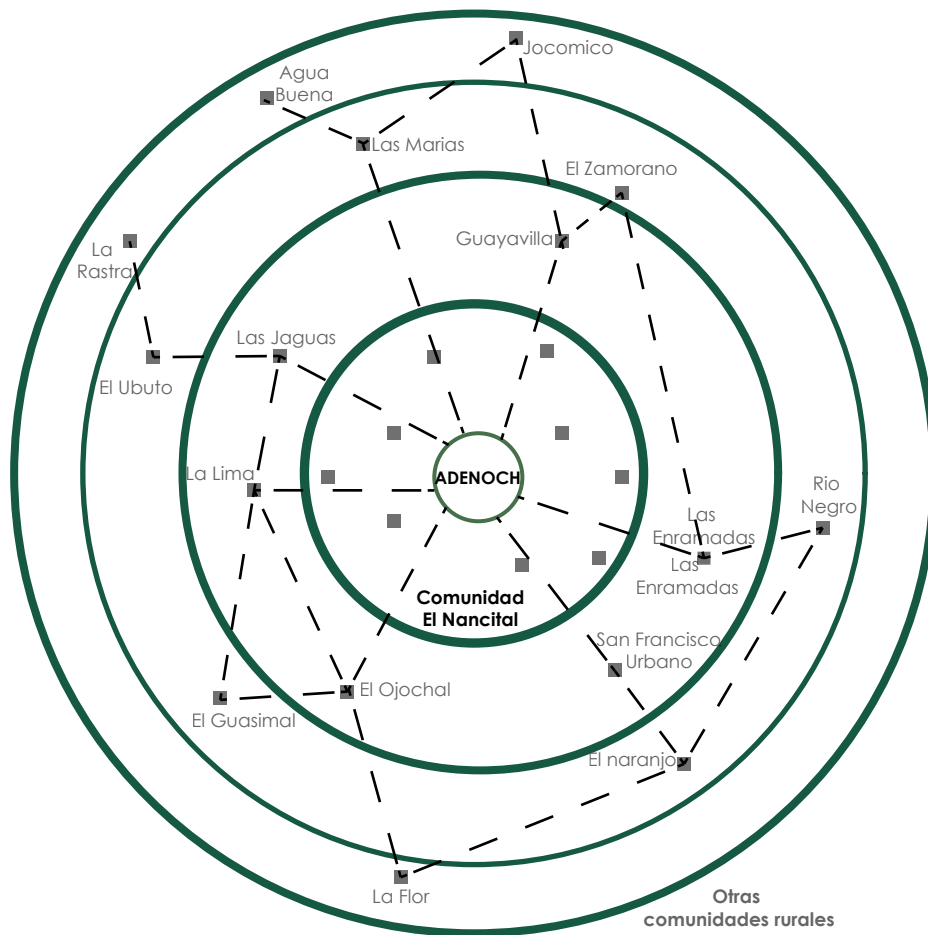 Jocomico
Agua
Buena
Las Marias
El Zamorano
Guayavilla
La
Rastra
Las Jaguas
El Ubuto
La Lima
ADENOCH
Rio
Negro
Las
Enramadas
Las
Enramadas
Comunidad
El Nancital
San Francisco
Urbano
El Ojochal
El Guasimal
El naranjo
La Flor
Otras
comunidades rurales